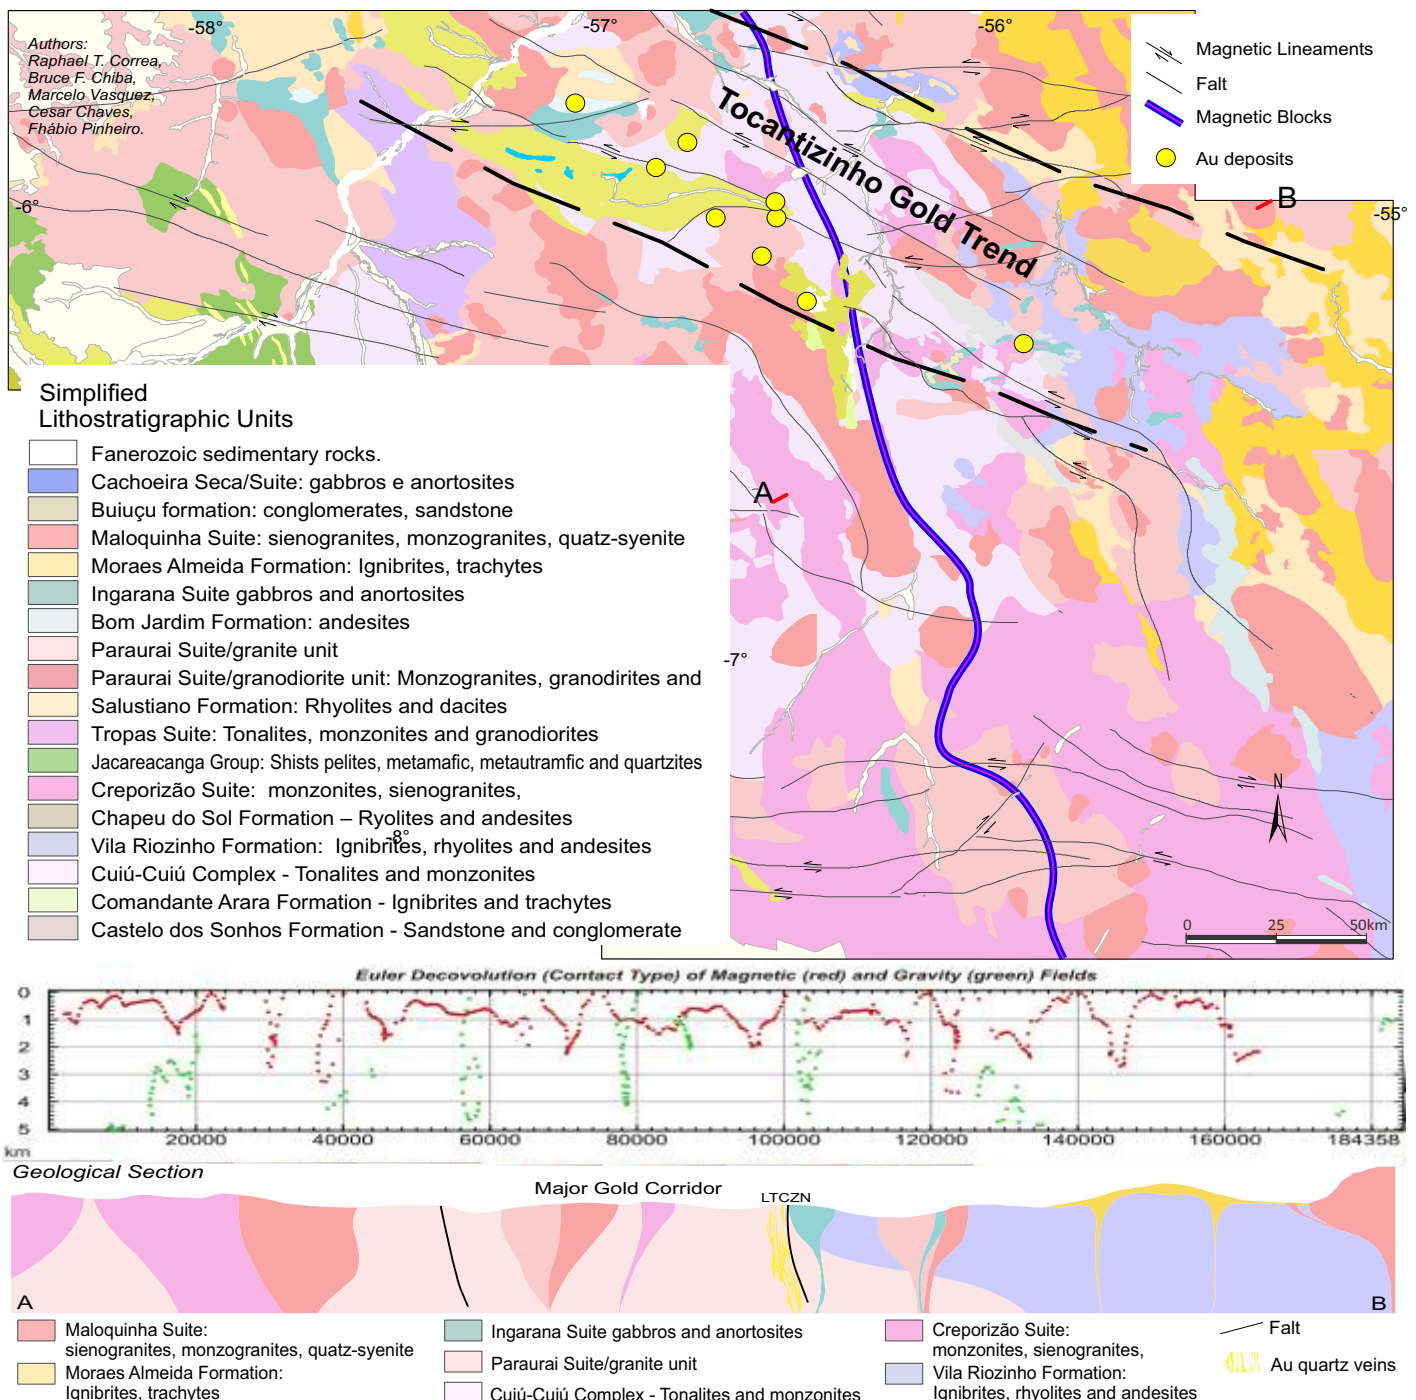 -58°
-57°
-56°
Authors:
Raphael T. Correa,
Bruce F. Chiba,
Marcelo Vasquez,
Cesar Chaves,
Fhábio Pinheiro.
Magnetic Lineaments
Falt
Magnetic Blocks
Au deposits
Tocantizinho Gold Trend
-6°
B
-55°
Simplified
Lithostratigraphic Units
Fanerozoic sedimentary rocks.
Cachoeira Seca/Suite: gabbros e anortosites
Buiuçu formation: conglomerates, sandstone
Maloquinha Suite: sienogranites, monzogranites, quatz-syenite
Moraes Almeida Formation: Ignibrites, trachytes
Ingarana Suite gabbros and anortosites
Bom Jardim Formation: andesites
Paraurai Suite/granite unit
Paraurai Suite/granodiorite unit: Monzogranites, granodirites and
Salustiano Formation: Rhyolites and dacites
Tropas Suite: Tonalites, monzonites and granodiorites
Jacareacanga Group: Shists pelites, metamafic, metautramfic and quartzites
Creporizão Suite: monzonites, sienogranites,
Chapeu do Sol Formation – Ryolites and andesites
-8°
Vila Riozinho Formation: Ignibrites, rhyolites and andesites
Cuiú-Cuiú Complex - Tonalites and monzonites
Comandante Arara Formation - Ignibrites and trachytes
Castelo dos Sonhos Formation - Sandstone and conglomerate
A
-7°
N
0 25 50km
Euler Decovolution (Contact Type) of Magnetic (red) and Gravity (green) Fields
0
1
2
3
4
5
km
20000 40000 60000 80000 100000 120000 140000 160000 184358
Geological Section
Major Gold Corridor
LTCZN
A
B
Maloquinha Suite:
sienogranites, monzogranites, quatz-syenite
Moraes Almeida Formation:
Ignibrites, trachytes
Ingarana Suite gabbros and anortosites
Paraurai Suite/granite unit
Cuiú-Cuiú Complex - Tonalites and monzonites
Creporizão Suite:
monzonites, sienogranites,
Vila Riozinho Formation:
Ignibrites, rhyolites and andesites
Falt
Au quartz veins